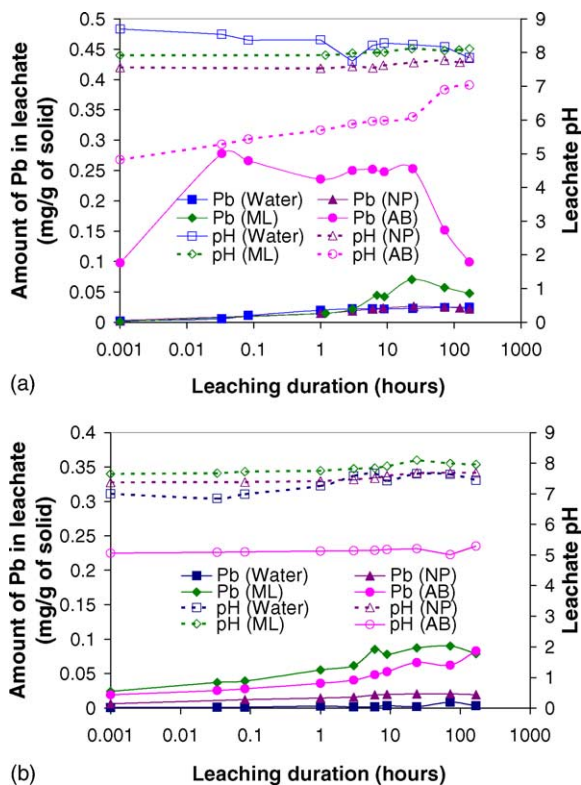 Amount of Pb in leachate
(mg/g of solid)
0.5
0.45
0.4
0.35
0.3
0.25
0.2
0.15
0.1
0.05
0
9
8
7
6
5
4
3
2
1
0
Leachate pH
Pb (Water)
Pb (NP)
Pb (ML)
Pb (AB)
pH (Water)
pH (NP)
pH (ML)
pH (AB)
0.001 0.01 0.1 1 10 100 1000
(a)
Leaching duration (hours)
Amount of Pb in leachate
(mg/g of solid)
0.4
0.35
0.3
0.25
0.2
0.15
0.1
0.05
0
9
8
7
6
5
4
3
2
1
0
Leachate pH
Pb (Water)
Pb (NP)
Pb (ML)
Pb (AB)
pH (Water)
pH (NP)
pH (ML)
pH (AB)
0.001 0.01 0.1 1 10 100 1000
(b)
Leaching duration (hours)